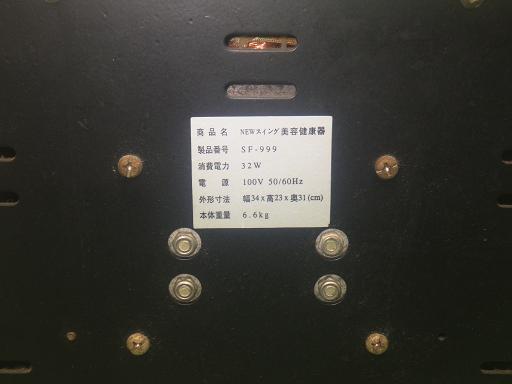 商品名 NEWスイング美容健康器
製品番号 SF-999
消費電力 32W
電源 100V 50/60Hz
外形寸法 幅34x高23x奥31(cm)
本体重量 6.6kg